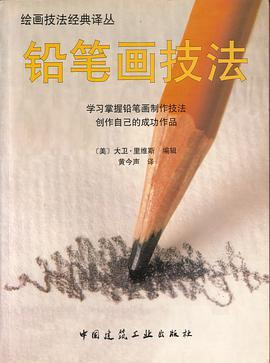 绘画技法经典译丛
铅笔画技法
学习掌握铅笔画制作技法
创作自己的成功作品
〔美〕大卫·里维斯 编辑
黄今声 译
中国建筑工业出版社